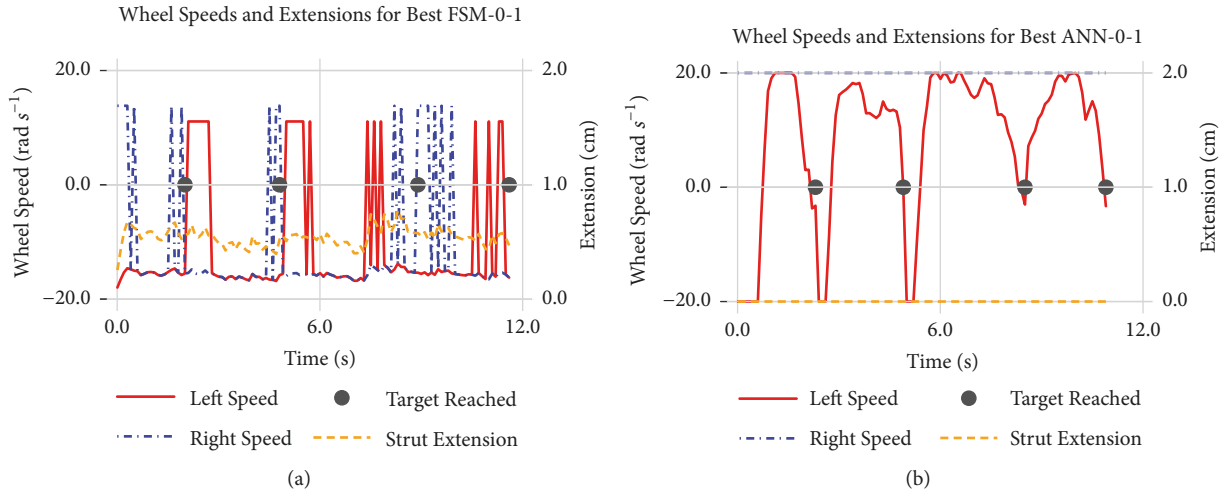 Wheel Speeds and Extensions for Best FSM-0-1
20.0
0.0
−20.0
Wheel Speed (rad s⁻¹)
2.0
1.0
0.0
Extension (cm)
0.0
6.0
12.0
Time (s)
Left Speed
Target Reached
Right Speed
Strut Extension
(a)
Wheel Speeds and Extensions for Best ANN-0-1
20.0
0.0
−20.0
Wheel Speed (rad s⁻¹)
2.0
1.0
0.0
Extension (cm)
0.0
6.0
12.0
Time (s)
Left Speed
Target Reached
Right Speed
Strut Extension
(b)